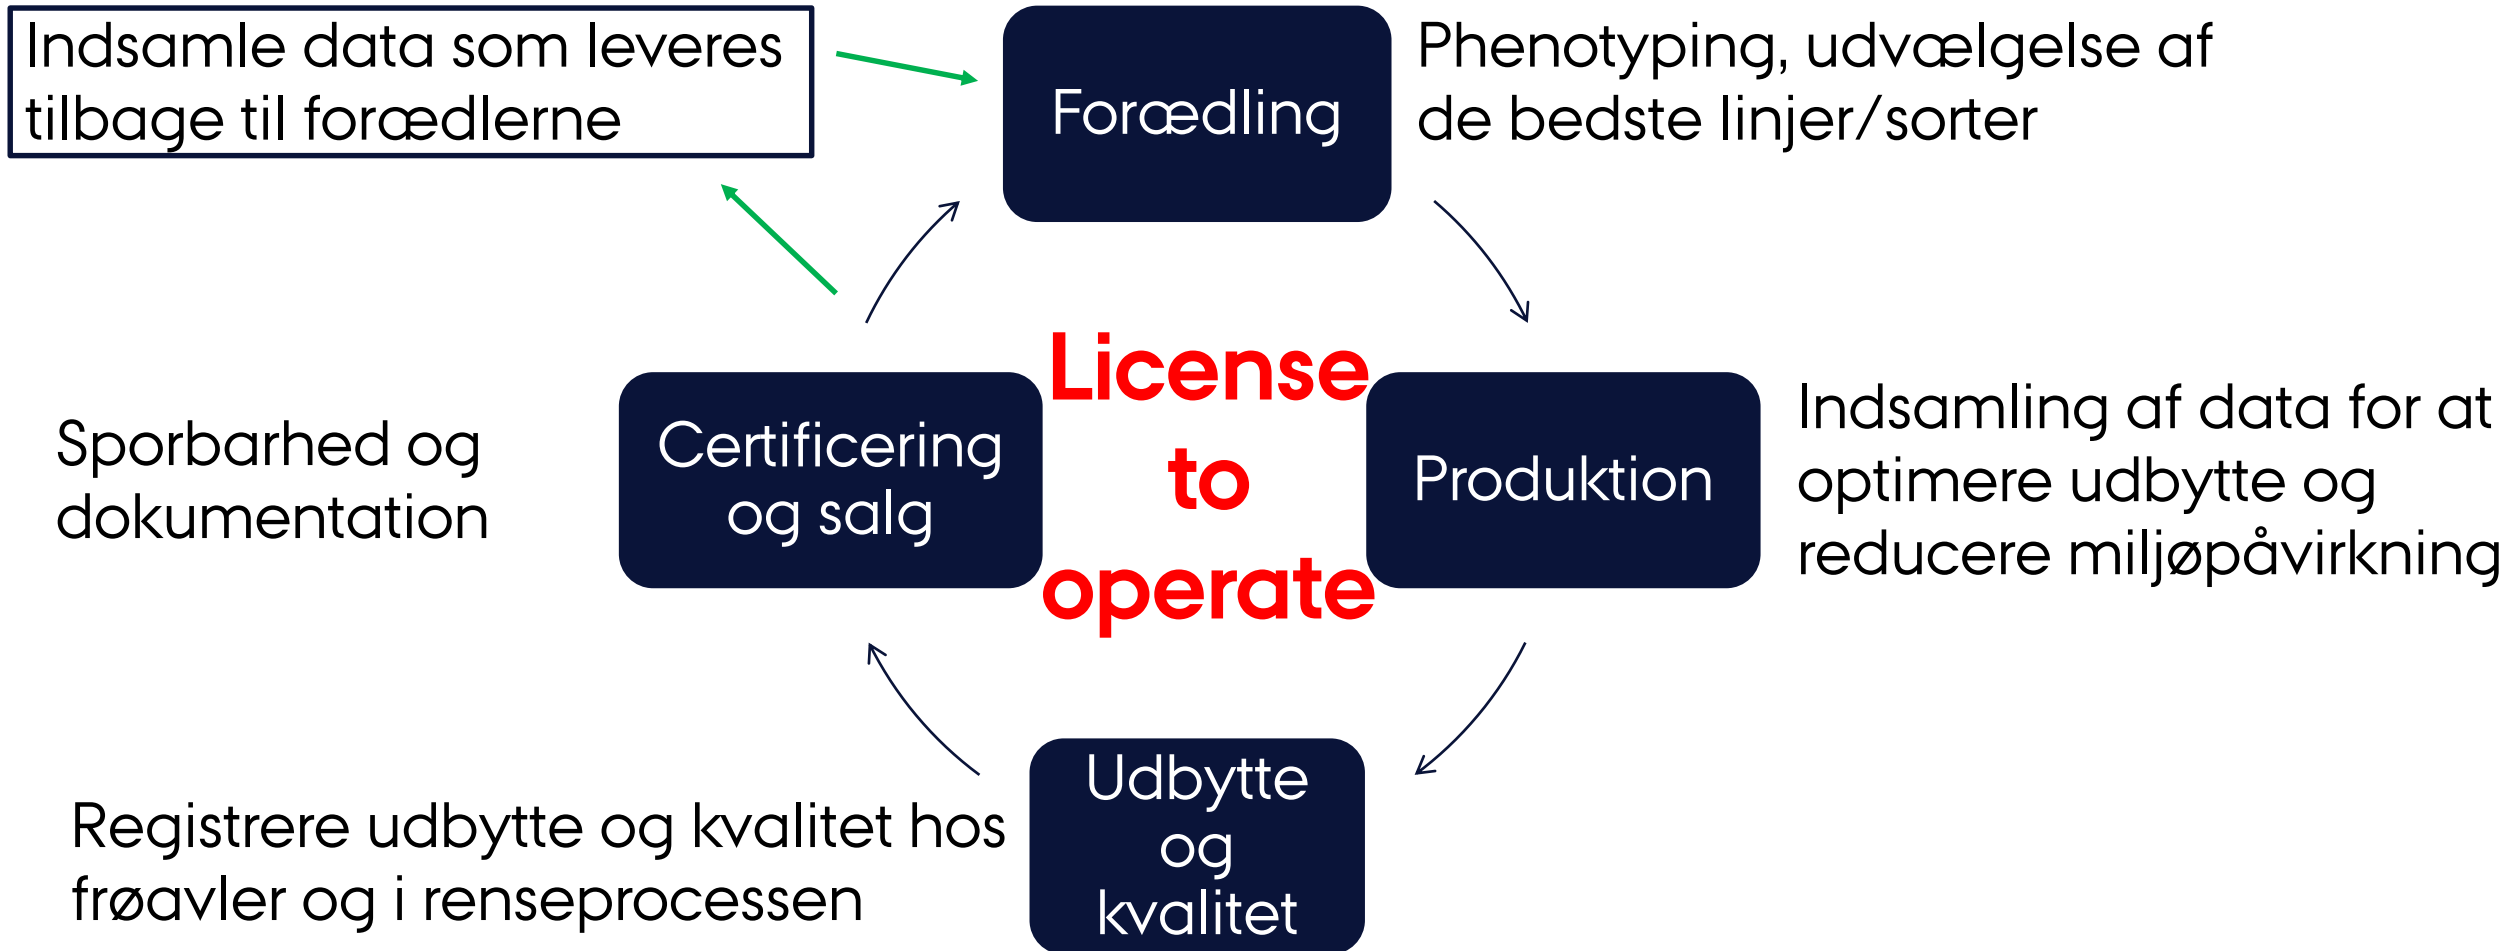 Indsamle data som leveres
tilbage til forædlerne
Forædling
Phenotyping, udvælgelse af
de bedste linjer/sorter
License
to
operate
Sporbarhed og
dokumentation
Certificering
og salg
Produktion
Indsamling af data for at
optimere udbytte og
reducere miljøpåvirkning
Registrere udbytte og kvalitet hos
frøavler og i renseprocessen
Udbytte
og
kvalitet